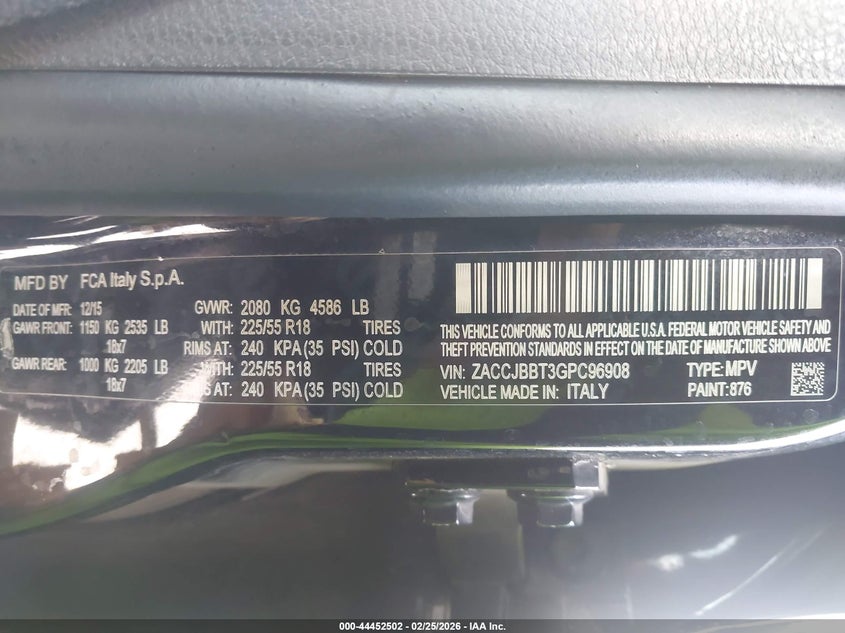 MFD BY FCA Italy S.p.A.
DATE OF MFR: 12/15 GVWR: 2080 KG 4586 LB
GAWR FRONT: 1150 KG 2535 LB WITH: 225/55 R18 TIRES
18x7 RIMS AT: 240 KPA (35 PSI) COLD
GAWR REAR: 1000 KG 2205 LB WITH: 225/55 R18 TIRES
18x7 RIMS AT: 240 KPA (35 PSI) COLD
THIS VEHICLE CONFORMS TO ALL APPLICABLE U.S.A. FEDERAL MOTOR VEHICLE SAFETY AND
THEFT PREVENTION STANDARDS IN EFFECT ON THE DATE OF MANUFACTURE SHOWN ABOVE
VIN: ZACCJBBT3GPC96908 TYPE: MPV
VEHICLE MADE IN: ITALY PAINT: 876
000-44452502 - 02/25/2026 - IAA Inc.